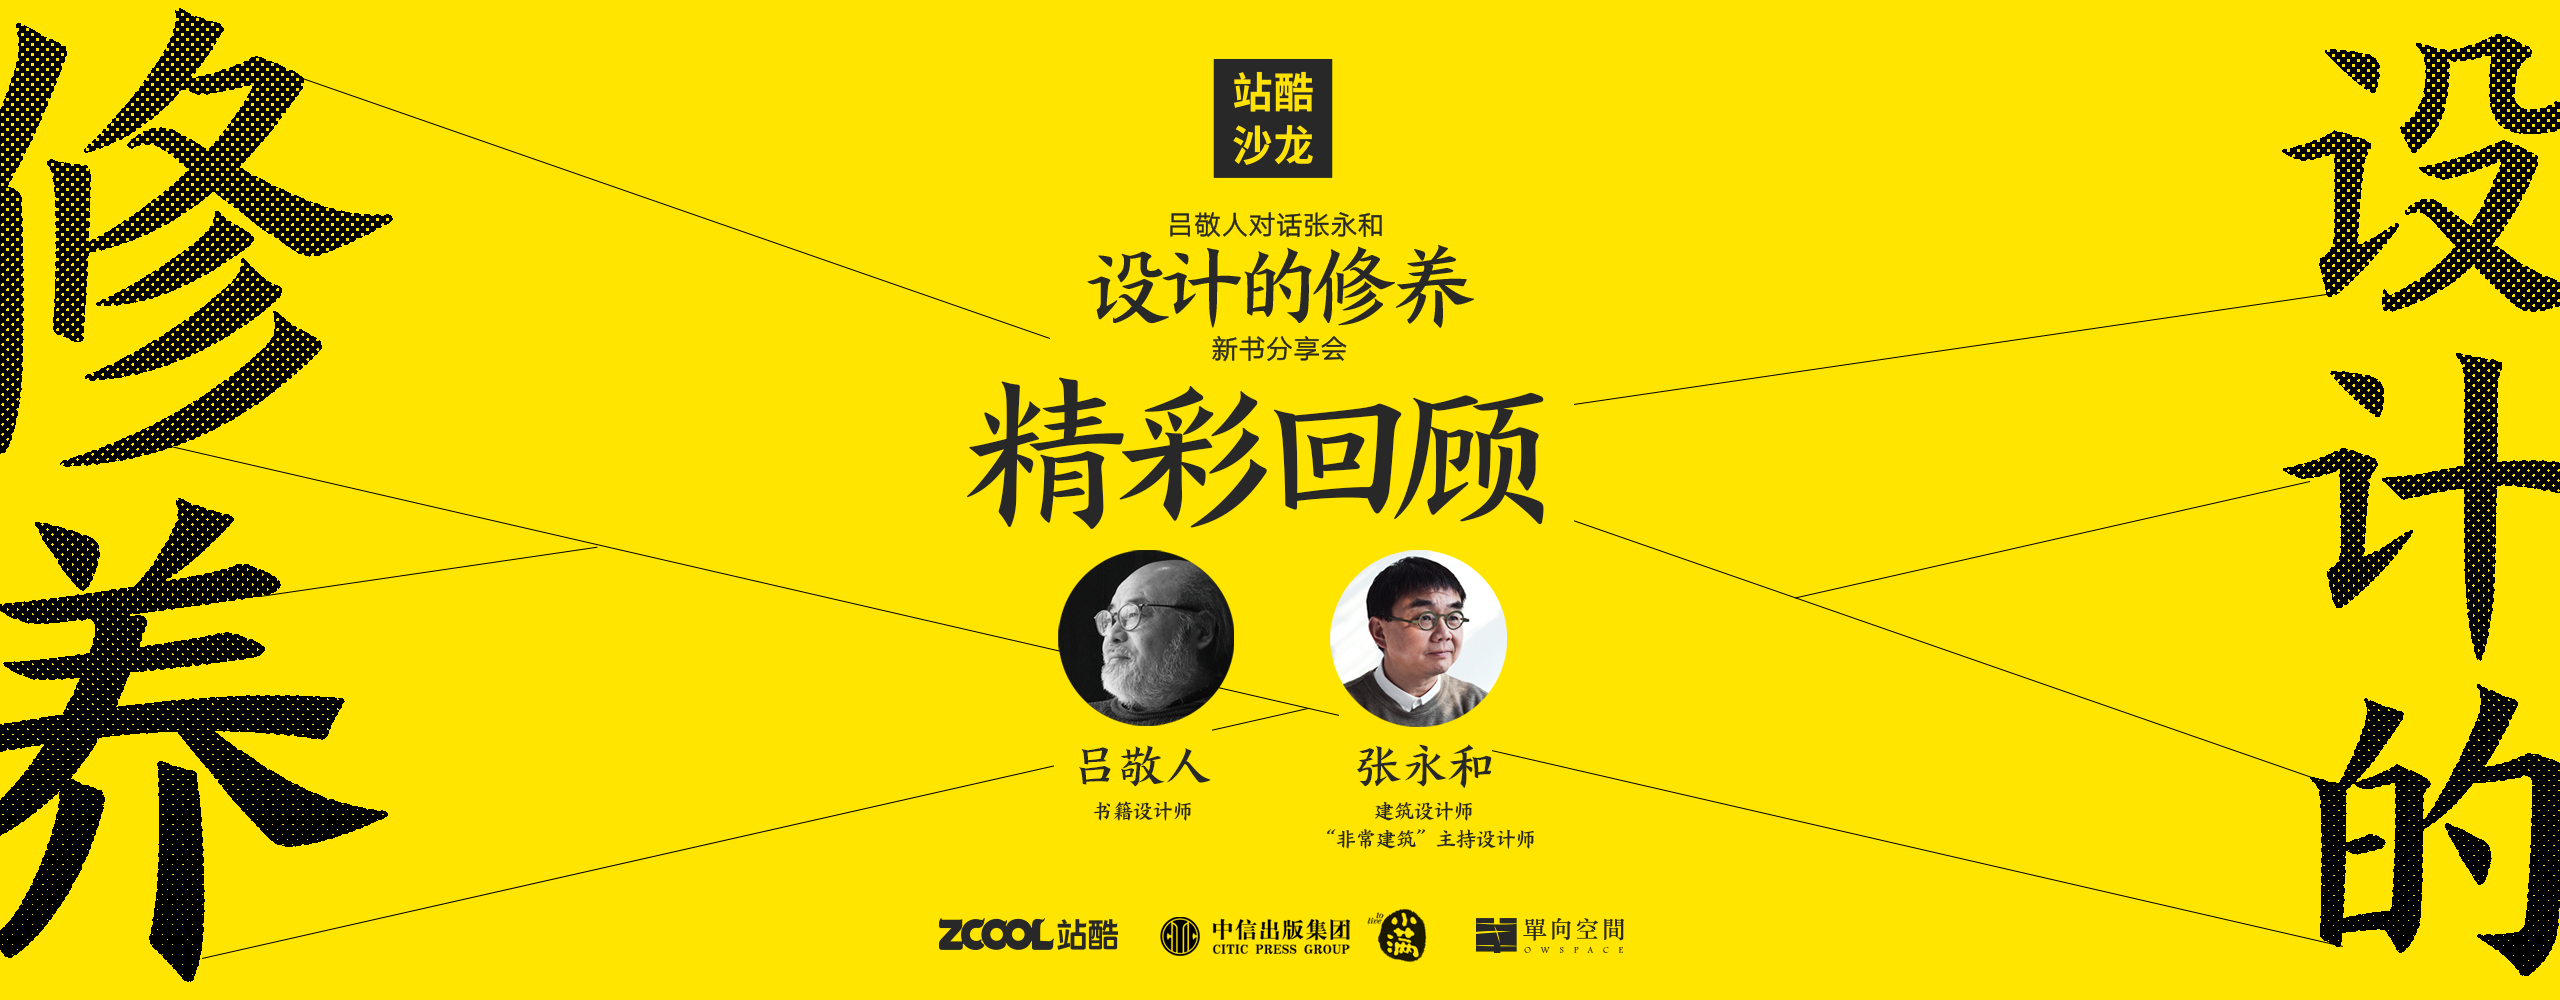 设计的
修养
站酷
沙龙
吕敬人对话张永和
设计的修养
新书分享会
精彩回顾
吕敬人
书籍设计师
张永和
建筑设计师
“非常建筑”主持设计师
ZCOOL站酷
中信出版集团
CITIC PRESS GROUP
to live
小满
單向空間
OWSPACE